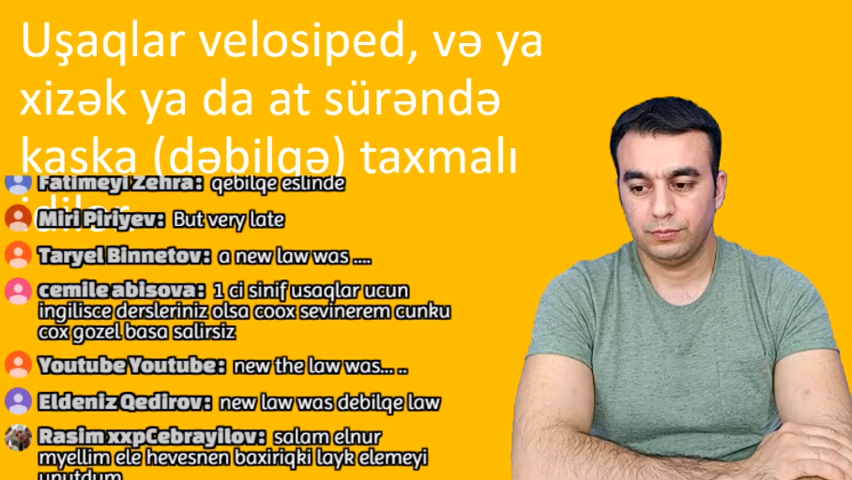 Uşaqlar velosiped, və ya
xizək ya da at sürəndə
kaska (dəbilqə) taxmalı
idilər.
Fatimeyi Zehra: qebilqe eslinde
Miri Piriyev: But very late
Taryel Binnetov: a new law was ....
cemile abisova: 1 ci sinif usaqlar ucun
ingilisce dersleriniz olsa coox sevinerem cunku
cox gozel basa salirsiz
Youtube Youtube: new the law was... ..
Eldeniz Qedirov: new law was debilqe law
Rasim xxpCebrayilov: salam elnur
myellim ele hevesnen baxiriqki layk elemeyi
unutdum